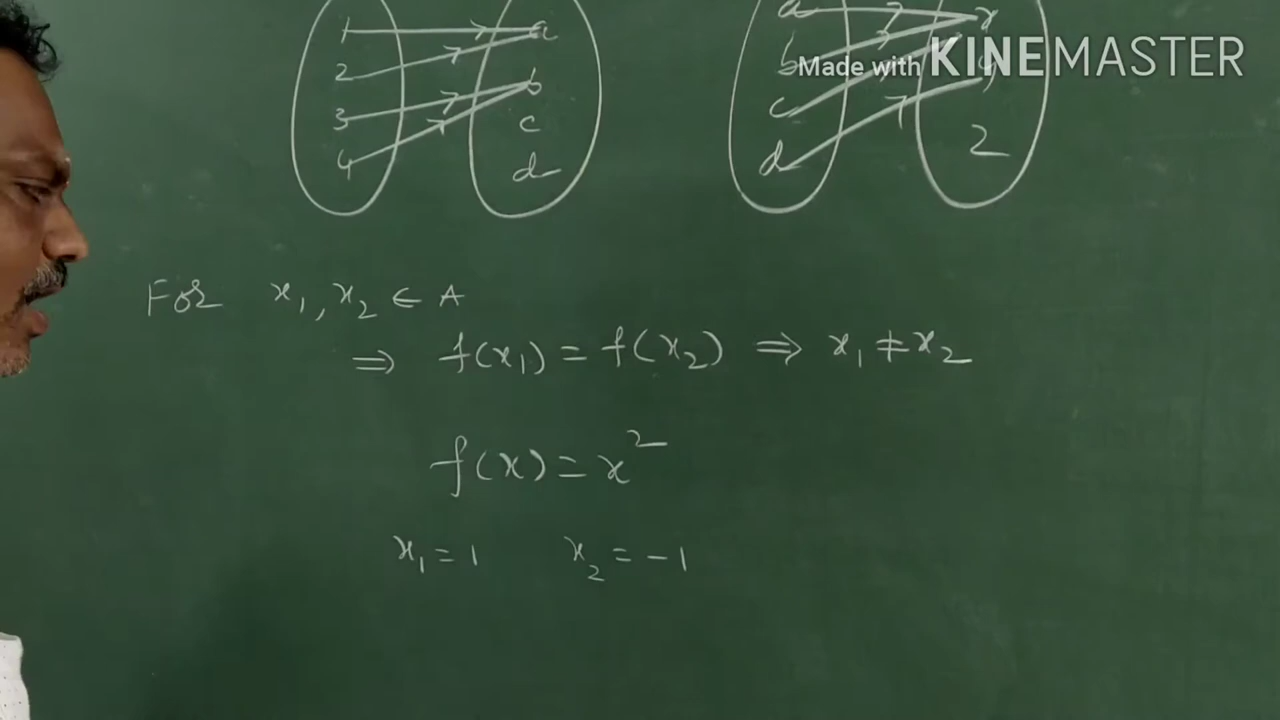 1 a
2
3 b
4 c
d
a x
b y
c
d 2
Made with KINEMASTER
For x₁, x₂ ∈ A
⇒ f(x₁) = f(x₂) ⇒ x₁ ≠ x₂
f(x) = x²
x₁ = 1 x₂ = -1